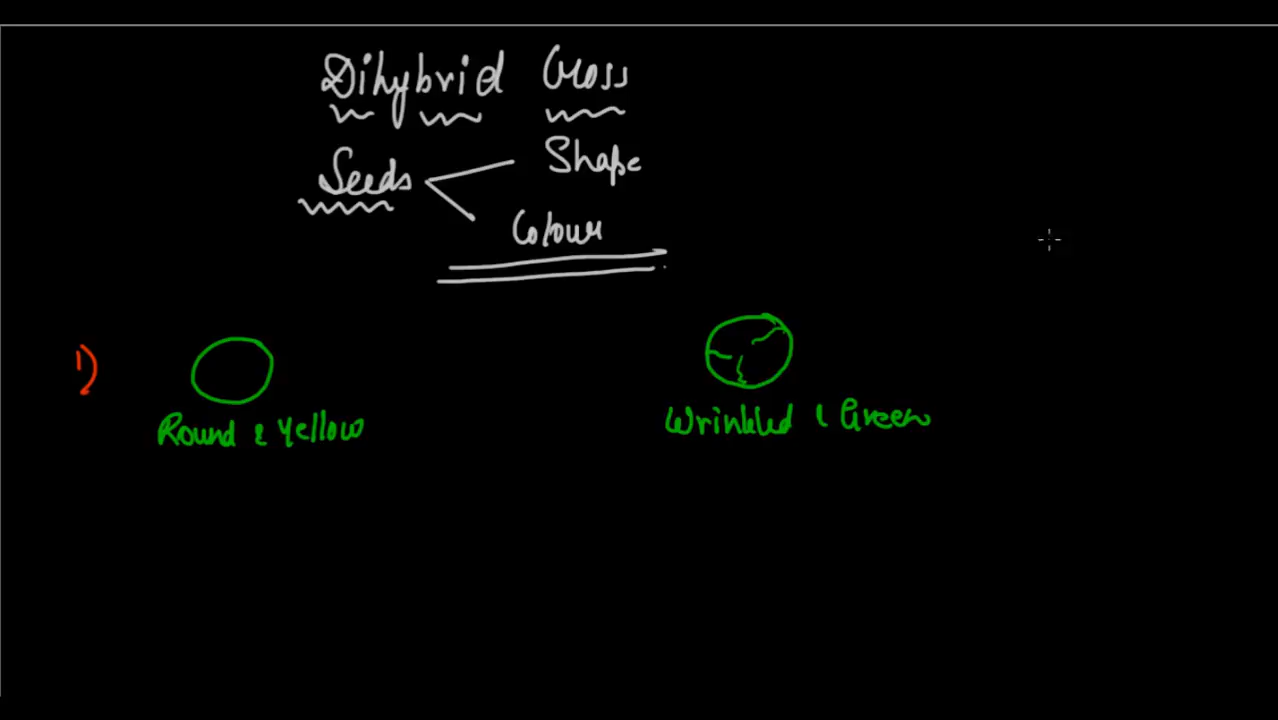 Dihybrid Cross
Seeds
Shape
Colour
1)
Round & Yellow
Wrinkled & Green